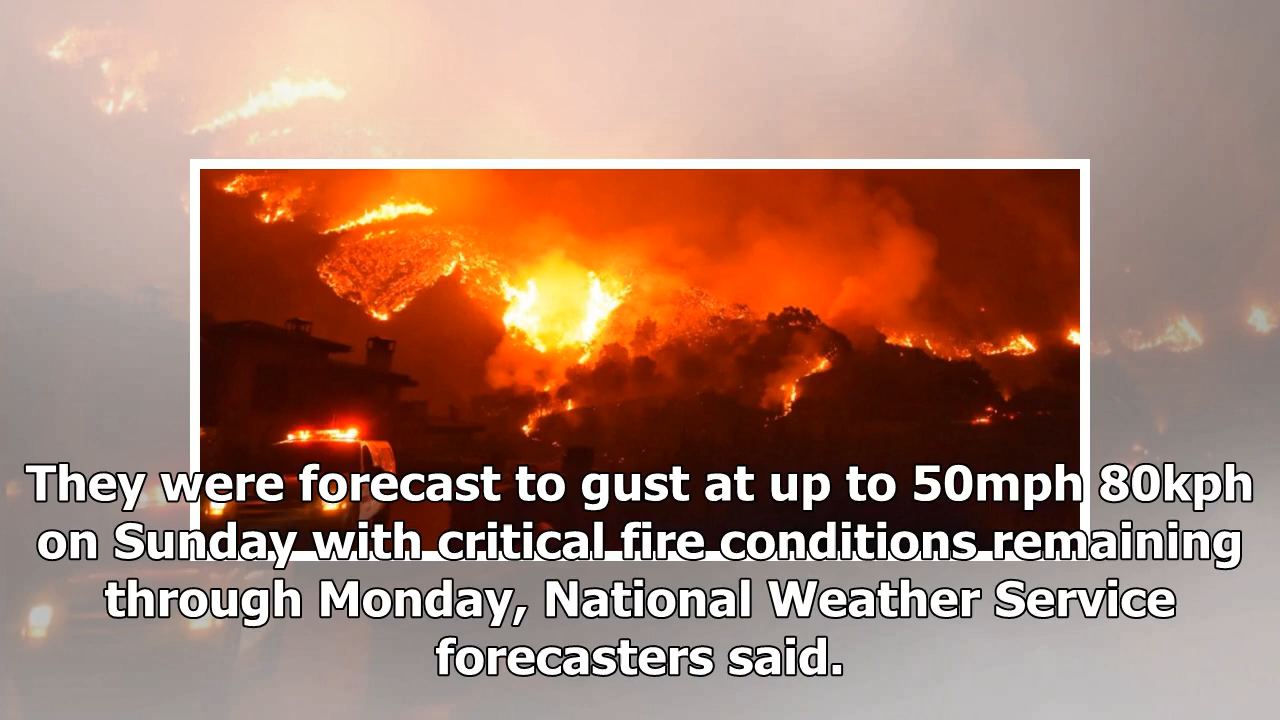 They were forecast to gust at up to 50mph 80kph
on Sunday with critical fire conditions remaining
through Monday, National Weather Service
forecasters said.